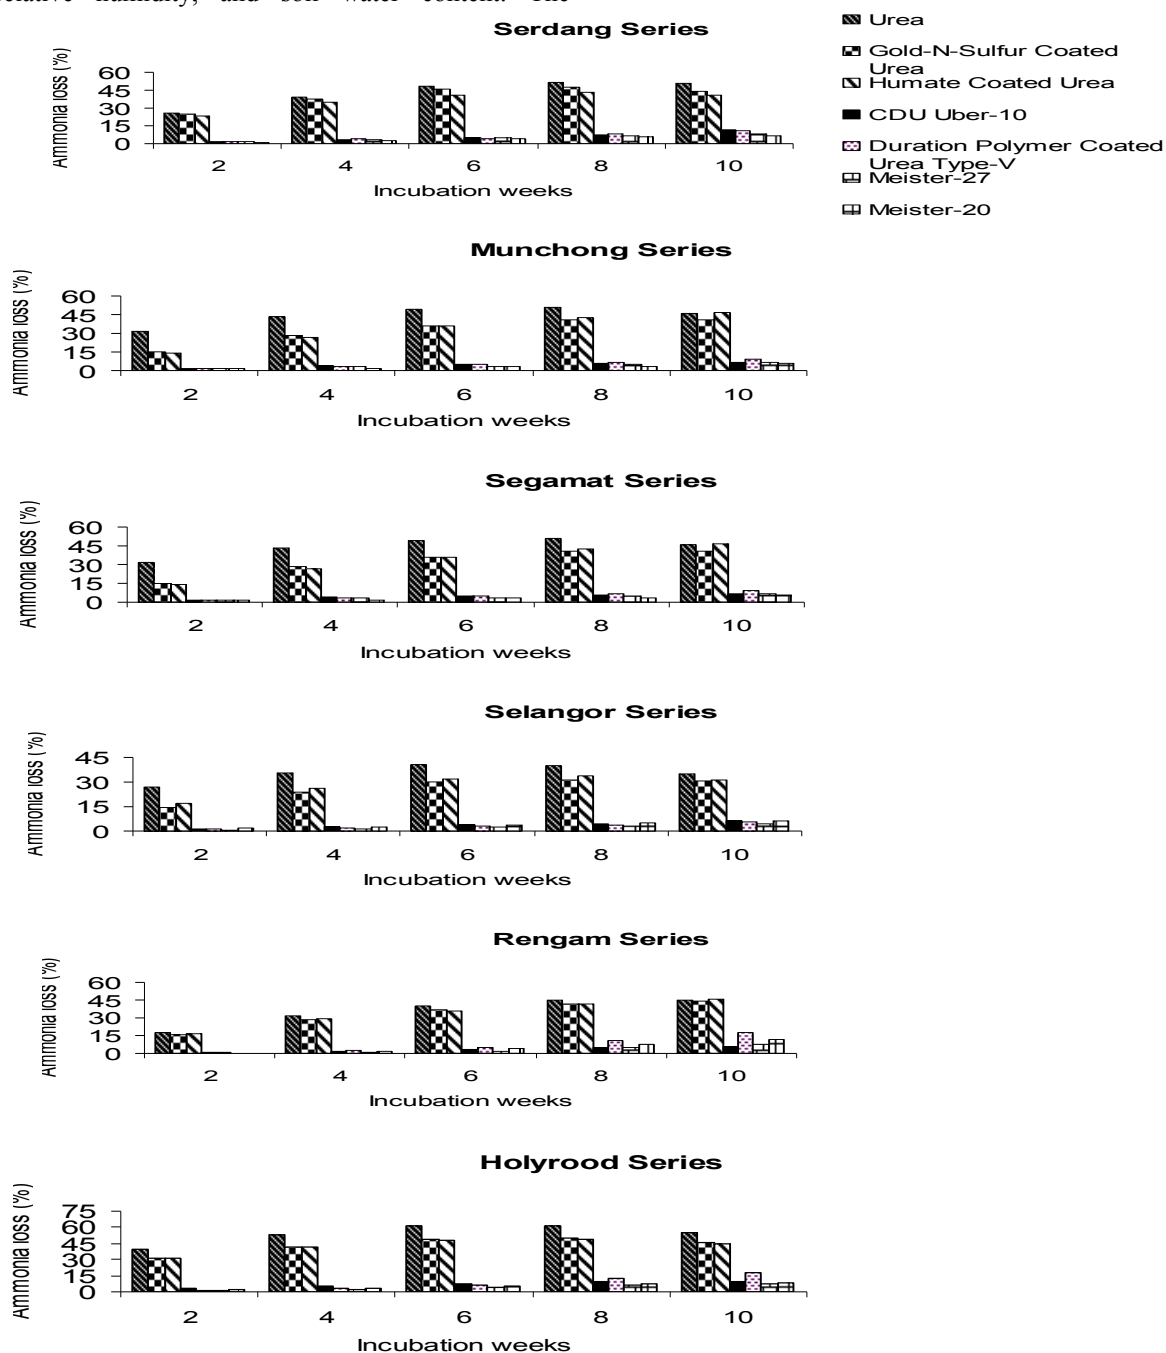 relative humidity, and soil water content. The
Serdang Series
Urea
Gold-N-Sulfur Coated
Urea
Humate Coated Urea
CDU Uber-10
Duration Polymer Coated
Urea Type-V
Meister-27
Meister-20
Ammonia loss (%)
60
45
30
15
0
2 4 6 8 10
Incubation weeks
Munchong Series
Ammonia loss (%)
60
45
30
15
0
2 4 6 8 10
Incubation weeks
Segamat Series
Ammonia loss (%)
60
45
30
15
0
2 4 6 8 10
Incubation weeks
Selangor Series
Ammonia loss (%)
45
30
15
0
2 4 6 8 10
Incubation weeks
Rengam Series
Ammonia loss (%)
60
45
30
15
0
2 4 6 8 10
Incubation weeks
Holyrood Series
Ammonia loss (%)
75
60
45
30
15
0
2 4 6 8 10
Incubation weeks